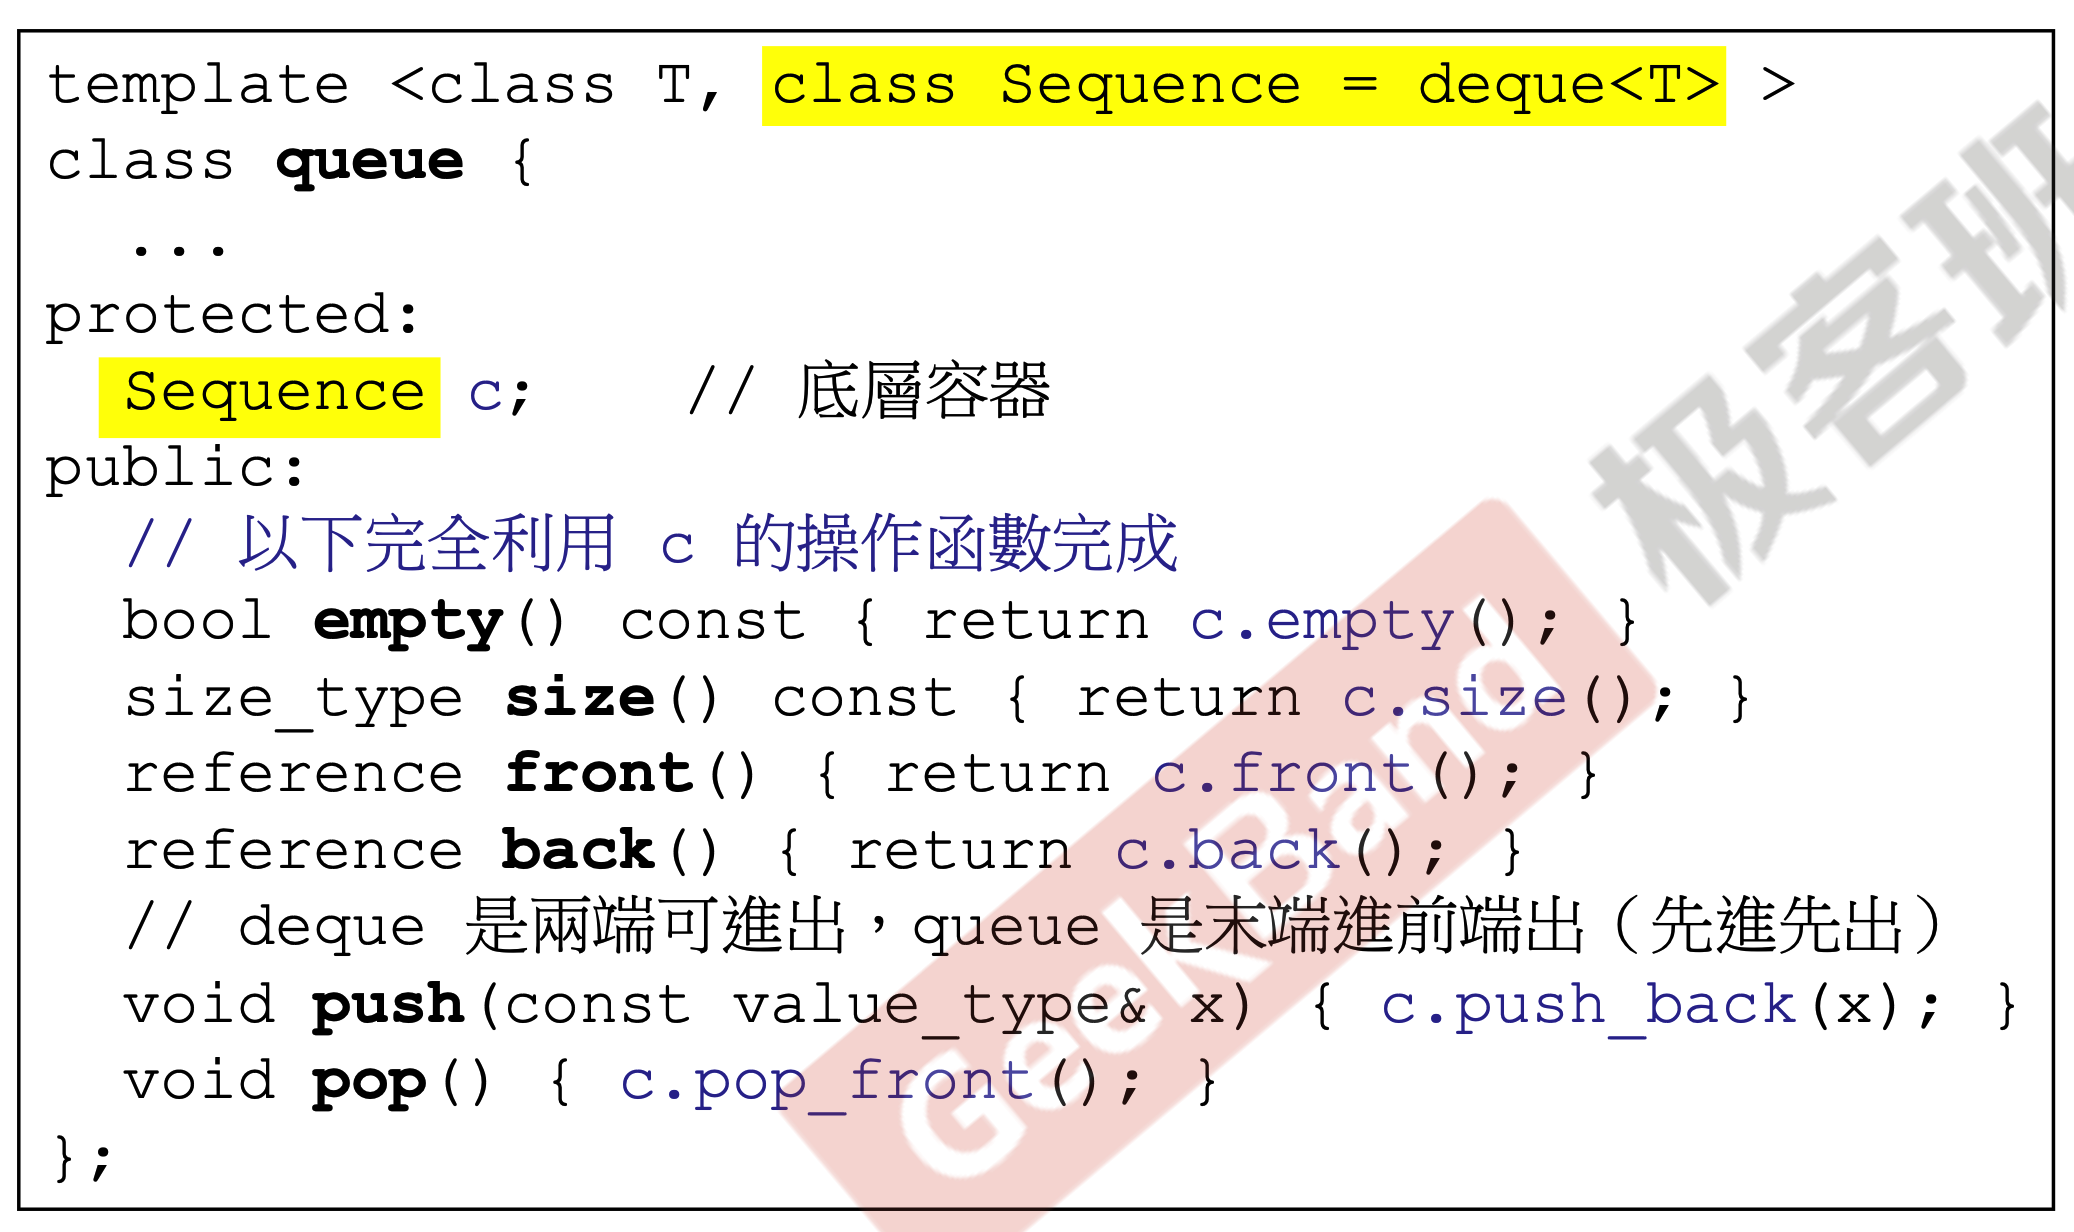 template <class T, class Sequence = deque<T> >
class queue {
  ...
protected:
  Sequence c;    // 底層容器
public:
  // 以下完全利用 c 的操作函數完成
  bool empty() const { return c.empty(); }
  size_type size() const { return c.size(); }
  reference front() { return c.front(); }
  reference back() { return c.back(); }
  // deque 是兩端可進出，queue 是末端進前端出（先進先出）
  void push(const value_type& x) { c.push_back(x); }
  void pop() { c.pop_front(); }
};
GeekBand 极客班